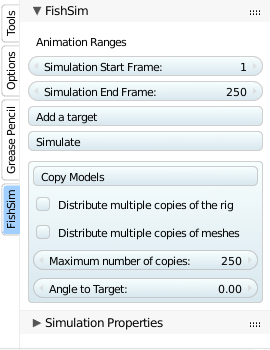 Tools
Options
Grease Pencil
FishSim
FishSim
Animation Ranges
Simulation Start Frame: 1
Simulation End Frame: 250
Add a target
Simulate
Copy Models
Distribute multiple copies of the rig
Distribute multiple copies of meshes
Maximum number of copies: 250
Angle to Target: 0.00
Simulation Properties